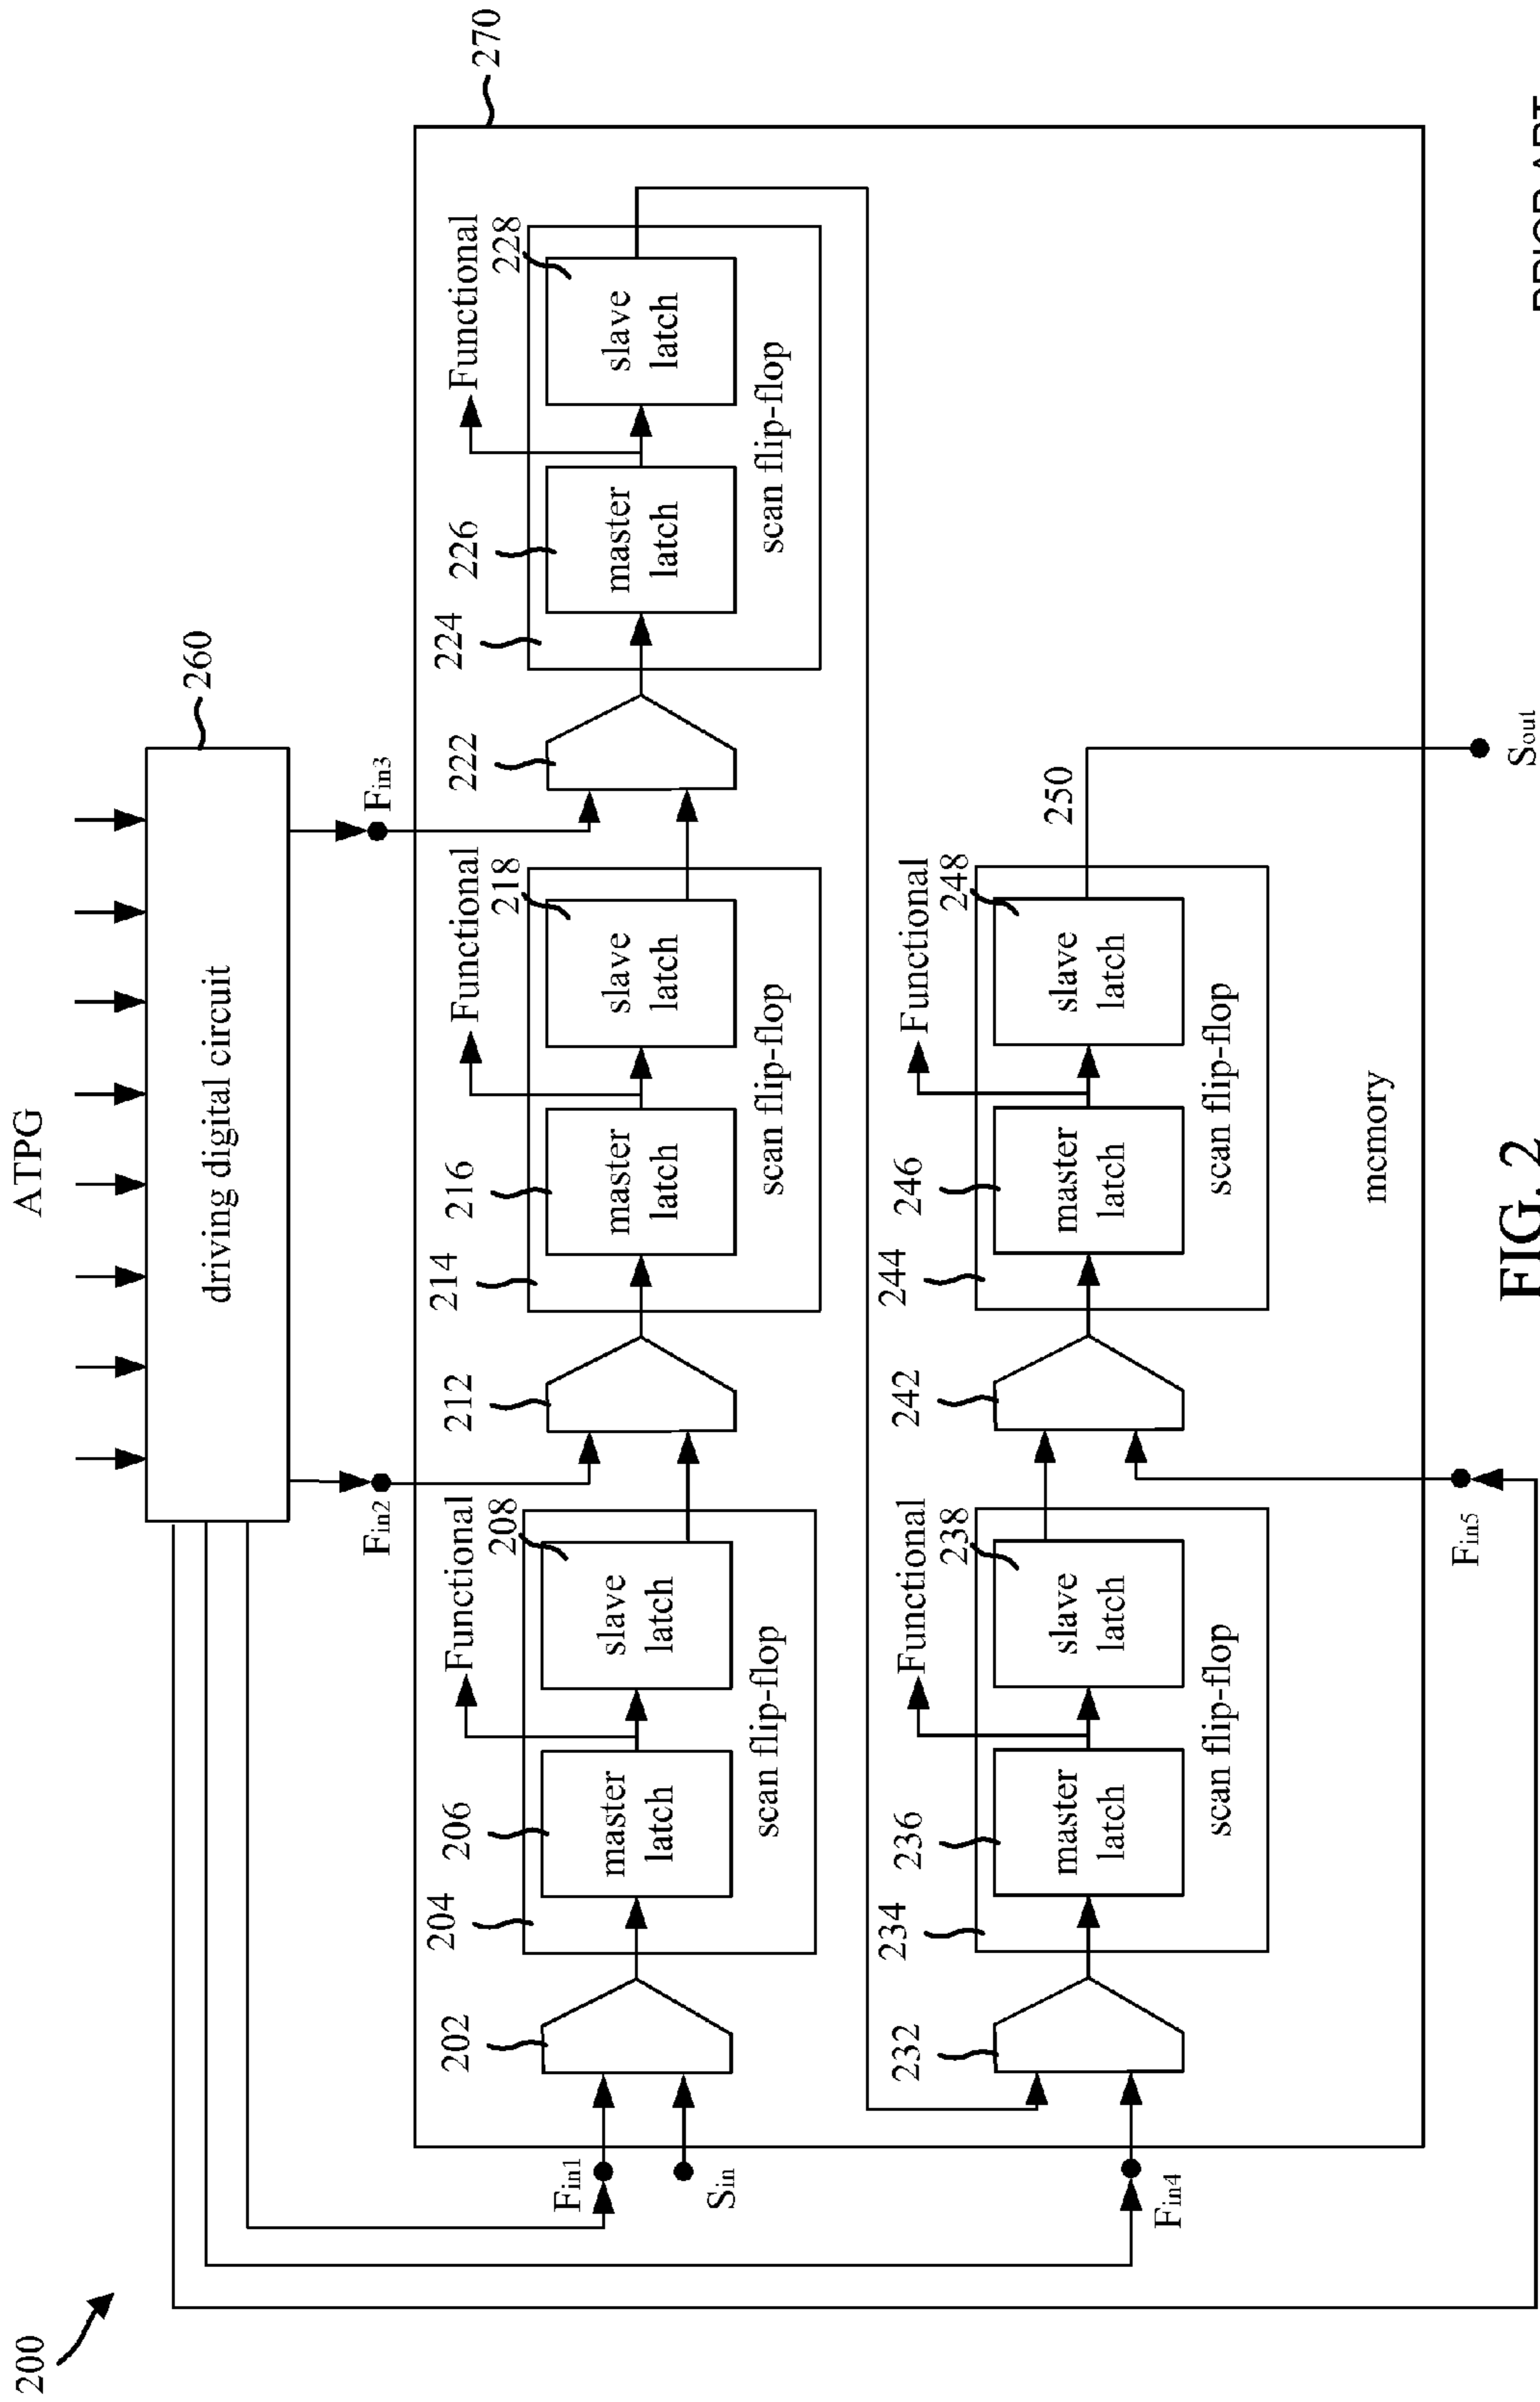 200
ATPG
driving digital circuit
260
270
Fin1
Sin
Fin2
Fin3
202
204
206
208
Functional
master
latch
slave
latch
scan flip-flop
212
214
216
218
Functional
master
latch
slave
latch
scan flip-flop
222
224
226
228
Functional
master
latch
slave
latch
scan flip-flop
Fin4
232
234
236
238
Functional
master
latch
slave
latch
scan flip-flop
Fin5
242
244
246
248
Functional
master
latch
slave
latch
scan flip-flop
250
Sout
memory
FIG. 2
PRIOR ART